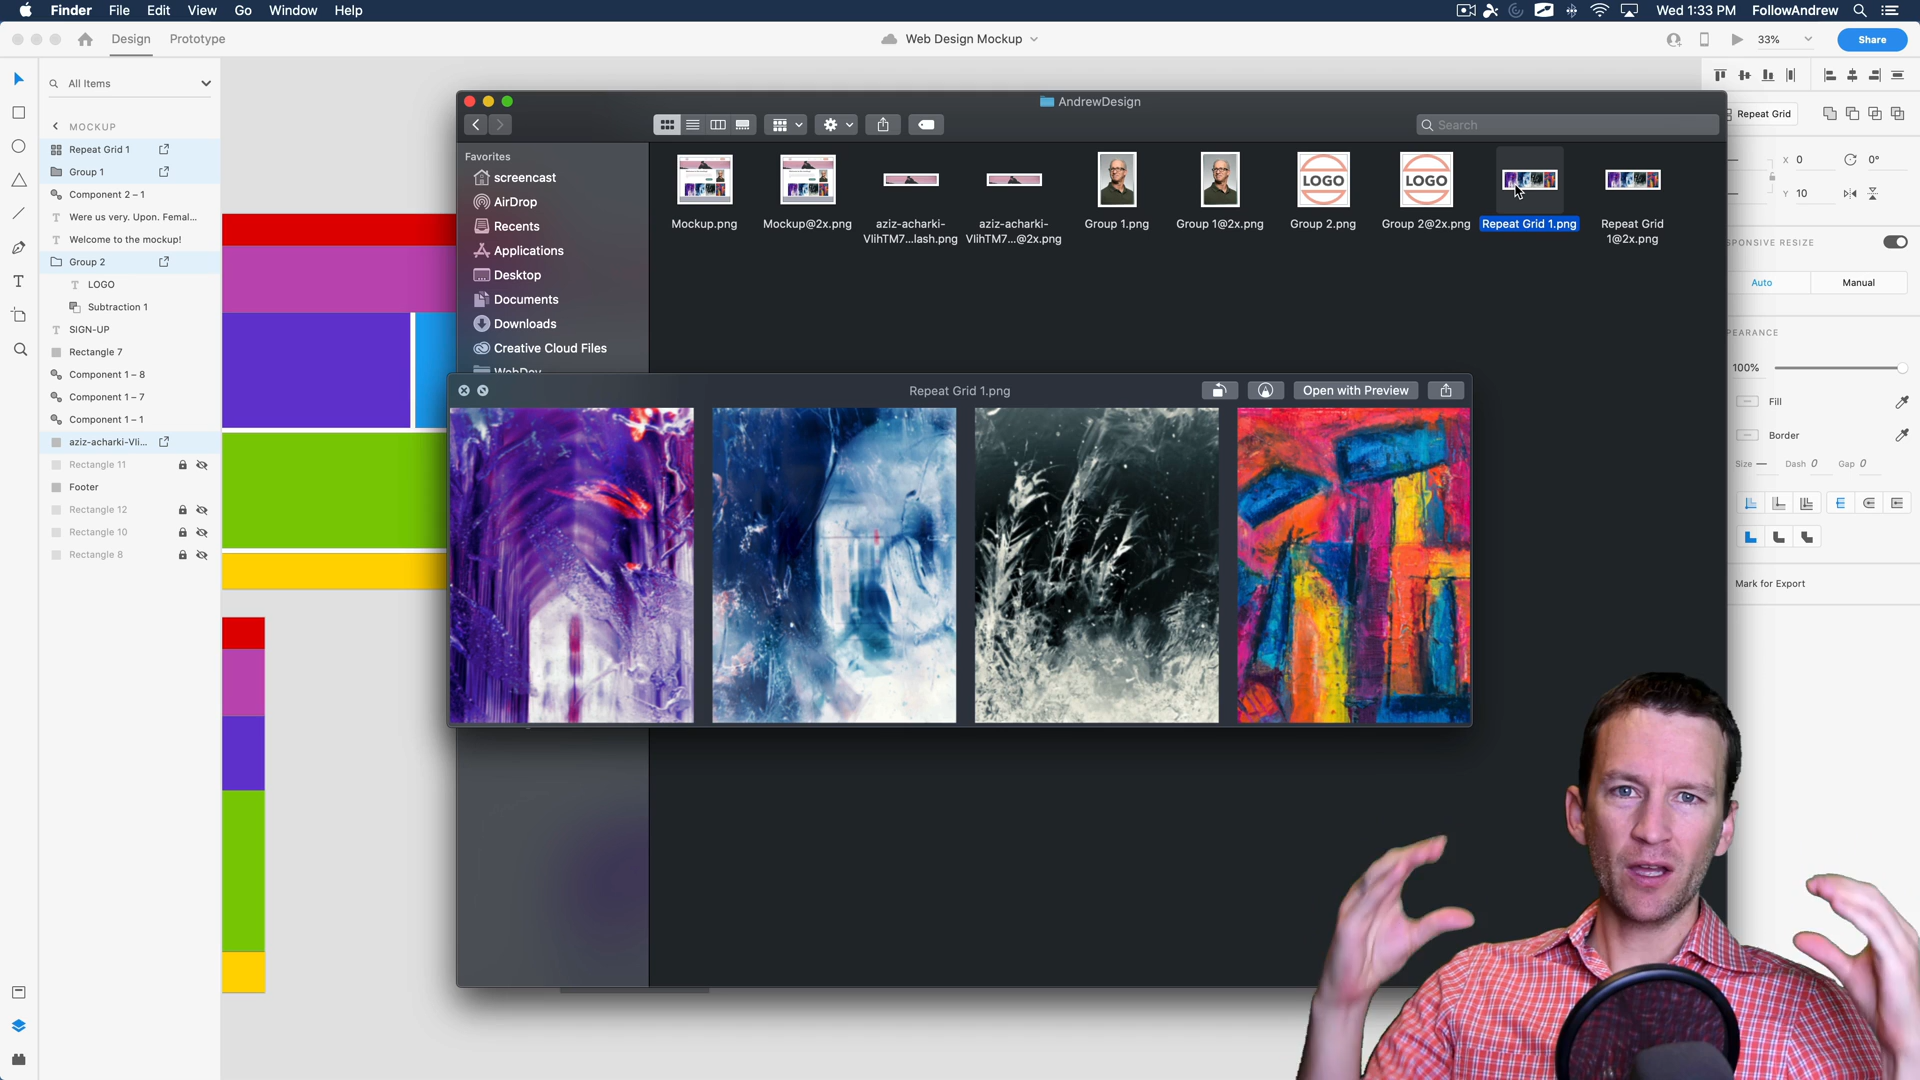 Finder File Edit View Go Window Help
Wed 1:33 PM FollowAndrew
Design Prototype
Web Design Mockup
33%
Share
All Items
MOCKUP
Repeat Grid 1
Group 1
Component 2 – 1
Were us very. Upon. Femal...
Welcome to the mockup!
Group 2
LOGO
Subtraction 1
SIGN-UP
Rectangle 7
Component 1 – 8
Component 1 – 7
Component 1 – 1
aziz-acharki-Vli...
Rectangle 11
Footer
Rectangle 12
Rectangle 10
Rectangle 8
AndrewDesign
Search
Favorites
screencast
AirDrop
Recents
Applications
Desktop
Documents
Downloads
Creative Cloud Files
WebDev
LOGO
LOGO
Mockup.png
Mockup@2x.png
aziz-acharki-
VlihTM7...lash.png
aziz-acharki-
VlihTM7...@2x.png
Group 1.png
Group 1@2x.png
Group 2.png
Group 2@2x.png
Repeat Grid 1.png
Repeat Grid
1@2x.png
Repeat Grid 1.png
Open with Preview
Repeat Grid
X 0
0°
Y 10
SPONSIVE RESIZE
Auto
Manual
PEARANCE
100%
Fill
Border
Size
Dash 0
Gap 0
Mark for Export